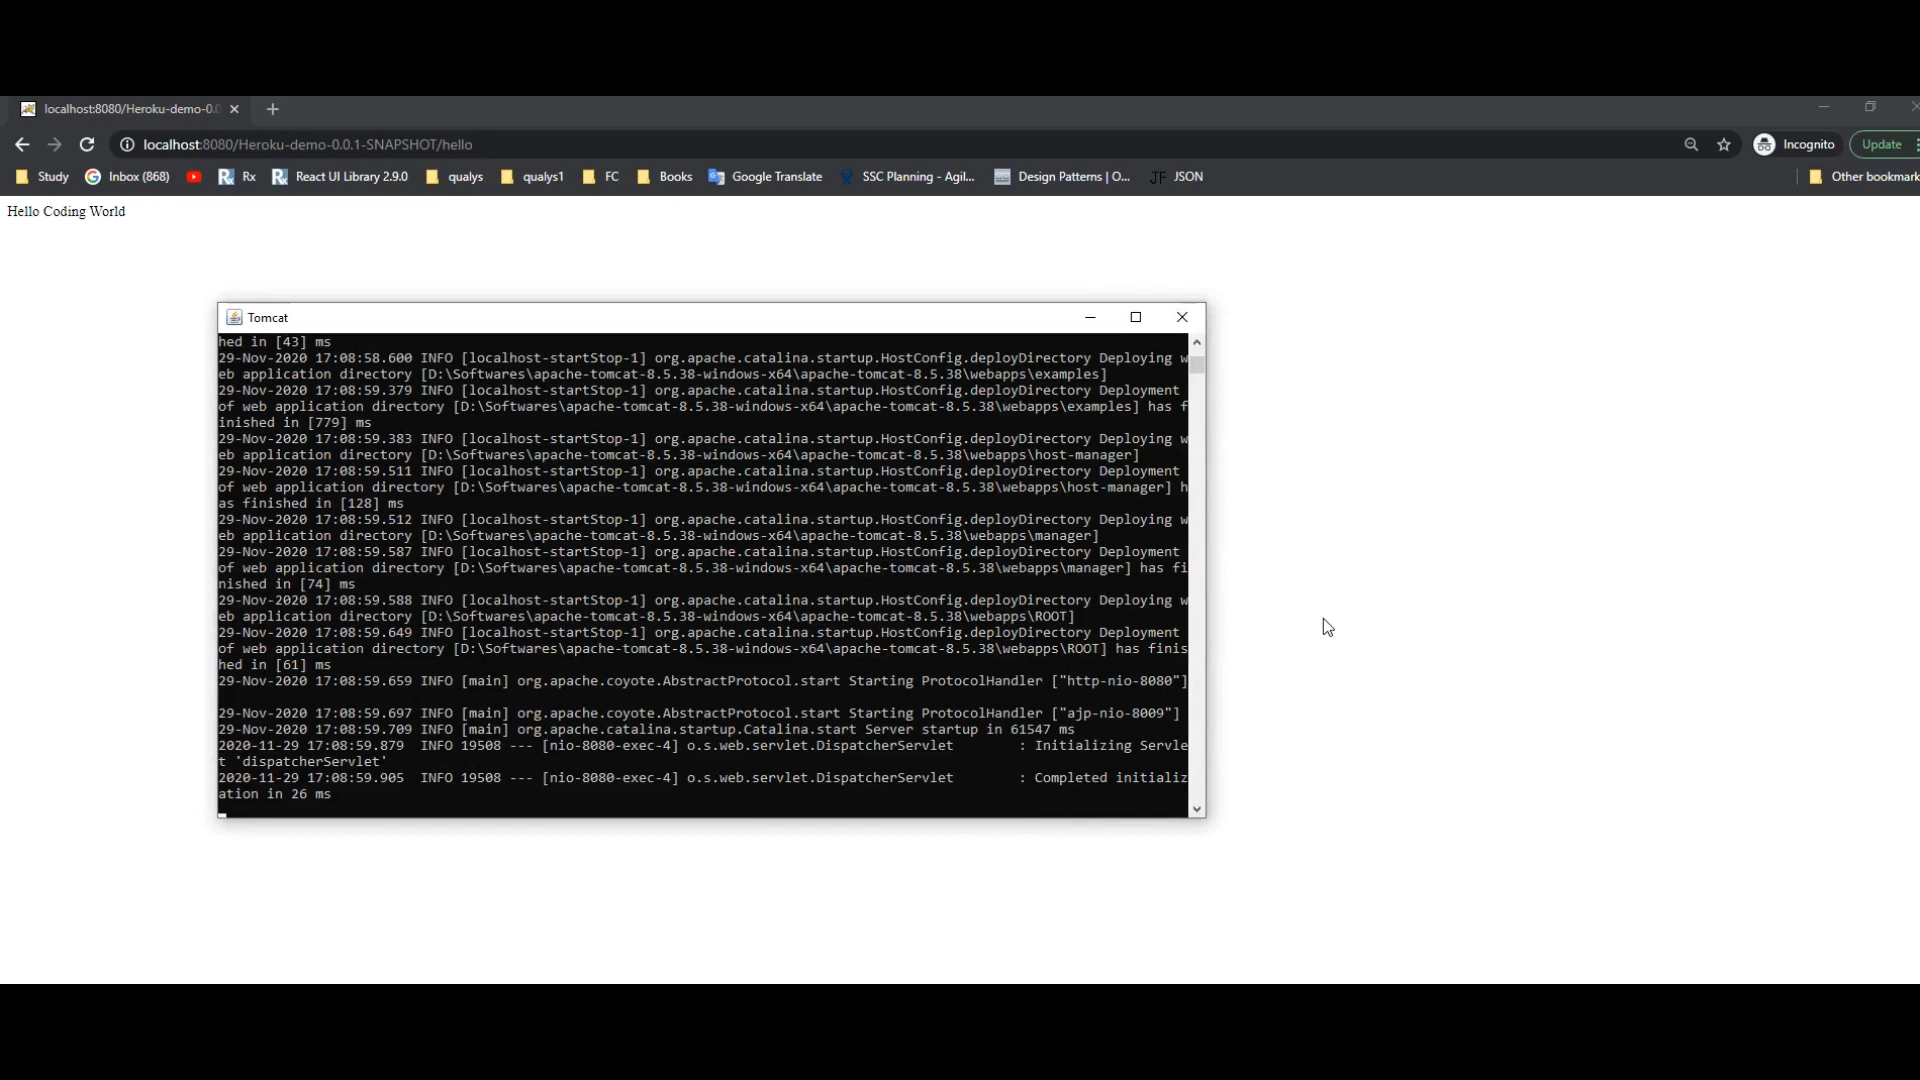 localhost:8080/Heroku-demo-0.0
localhost:8080/Heroku-demo-0.0.1-SNAPSHOT/hello
Incognito
Update
Study
Inbox (868)
Rx
React UI Library 2.9.0
qualys
qualys1
FC
Books
Google Translate
SSC Planning - Agil...
Design Patterns | O...
JF JSON
Other bookmark
Hello Coding World
Tomcat
hed in [43] ms
29-Nov-2020 17:08:58.600 INFO [localhost-startStop-1] org.apache.catalina.startup.HostConfig.deployDirectory Deploying w
eb application directory [D:\Softwares\apache-tomcat-8.5.38-windows-x64\apache-tomcat-8.5.38\webapps\examples]
29-Nov-2020 17:08:59.379 INFO [localhost-startStop-1] org.apache.catalina.startup.HostConfig.deployDirectory Deployment
of web application directory [D:\Softwares\apache-tomcat-8.5.38-windows-x64\apache-tomcat-8.5.38\webapps\examples] has f
inished in [779] ms
29-Nov-2020 17:08:59.383 INFO [localhost-startStop-1] org.apache.catalina.startup.HostConfig.deployDirectory Deploying w
eb application directory [D:\Softwares\apache-tomcat-8.5.38-windows-x64\apache-tomcat-8.5.38\webapps\host-manager]
29-Nov-2020 17:08:59.511 INFO [localhost-startStop-1] org.apache.catalina.startup.HostConfig.deployDirectory Deployment
of web application directory [D:\Softwares\apache-tomcat-8.5.38-windows-x64\apache-tomcat-8.5.38\webapps\host-manager] h
as finished in [128] ms
29-Nov-2020 17:08:59.512 INFO [localhost-startStop-1] org.apache.catalina.startup.HostConfig.deployDirectory Deploying w
eb application directory [D:\Softwares\apache-tomcat-8.5.38-windows-x64\apache-tomcat-8.5.38\webapps\manager]
29-Nov-2020 17:08:59.587 INFO [localhost-startStop-1] org.apache.catalina.startup.HostConfig.deployDirectory Deployment
of web application directory [D:\Softwares\apache-tomcat-8.5.38-windows-x64\apache-tomcat-8.5.38\webapps\manager] has fi
nished in [74] ms
29-Nov-2020 17:08:59.588 INFO [localhost-startStop-1] org.apache.catalina.startup.HostConfig.deployDirectory Deploying w
eb application directory [D:\Softwares\apache-tomcat-8.5.38-windows-x64\apache-tomcat-8.5.38\webapps\ROOT]
29-Nov-2020 17:08:59.649 INFO [localhost-startStop-1] org.apache.catalina.startup.HostConfig.deployDirectory Deployment
of web application directory [D:\Softwares\apache-tomcat-8.5.38-windows-x64\apache-tomcat-8.5.38\webapps\ROOT] has finis
hed in [61] ms
29-Nov-2020 17:08:59.659 INFO [main] org.apache.coyote.AbstractProtocol.start Starting ProtocolHandler ["http-nio-8080"]
29-Nov-2020 17:08:59.697 INFO [main] org.apache.coyote.AbstractProtocol.start Starting ProtocolHandler ["ajp-nio-8009"]
29-Nov-2020 17:08:59.709 INFO [main] org.apache.catalina.startup.Catalina.start Server startup in 61547 ms
2020-11-29 17:08:59.879  INFO 19508 --- [nio-8080-exec-4] o.s.web.servlet.DispatcherServlet        : Initializing Servle
t 'dispatcherServlet'
2020-11-29 17:08:59.905  INFO 19508 --- [nio-8080-exec-4] o.s.web.servlet.DispatcherServlet        : Completed initializ
ation in 26 ms